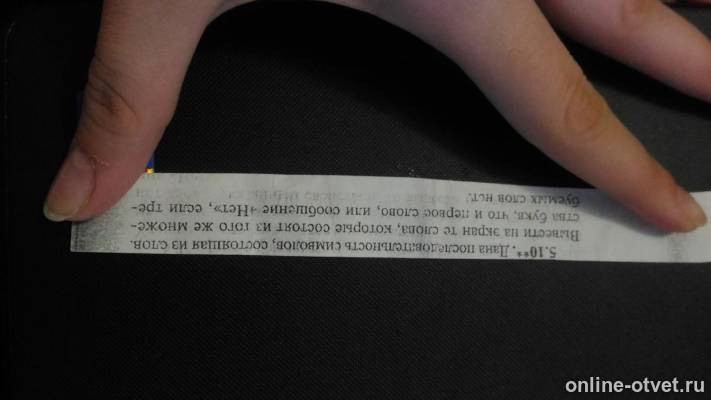 5.10**. Дана последовательность символов, состоящая из слов.
Вывести на экран те слова, которые состоят из того же множе-
ства букв, что и первое слово, или сообщение «Нет», если тре-
буемых слов нет.
online-otvet.ru